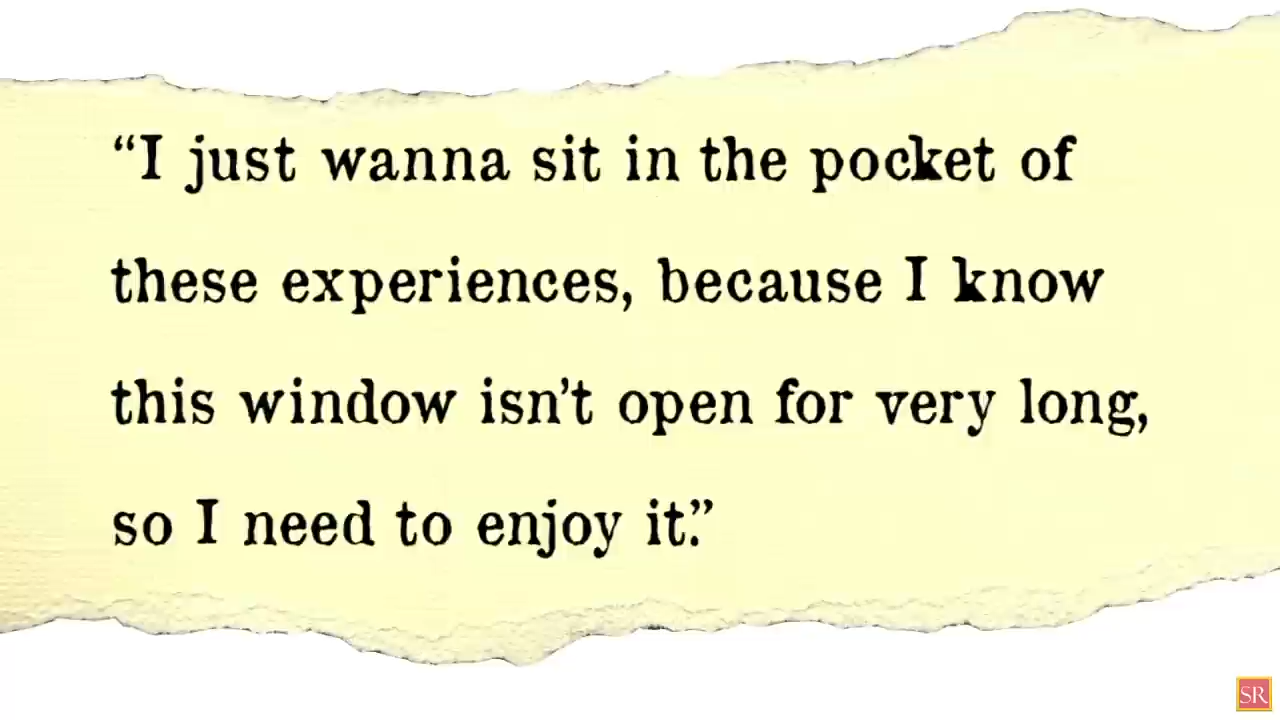 “I just wanna sit in the pocket of
these experiences, because I know
this window isn’t open for very long,
so I need to enjoy it.”
SR